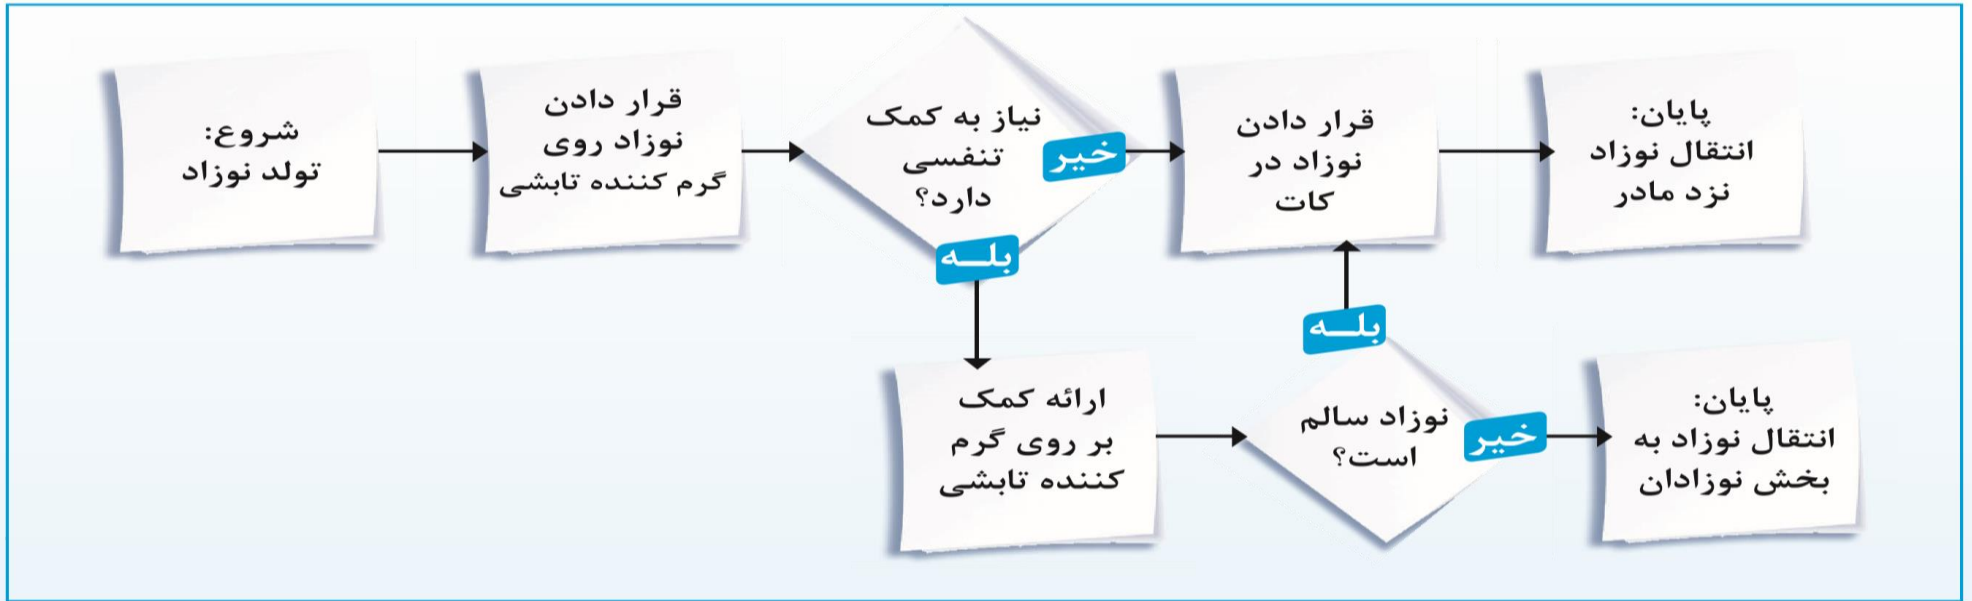 شروع:
تولد نوزاد
قرار دادن
نوزاد روی
گرم کننده تابشی
نیاز به کمک
تنفسی
دارد؟
خیر
بله
قرار دادن
نوزاد در
کات
پایان:
انتقال نوزاد
نزد مادر
ارائه کمک
بر روی گرم
کننده تابشی
نوزاد سالم
است؟
بله
خیر
پایان:
انتقال نوزاد به
بخش نوزادان